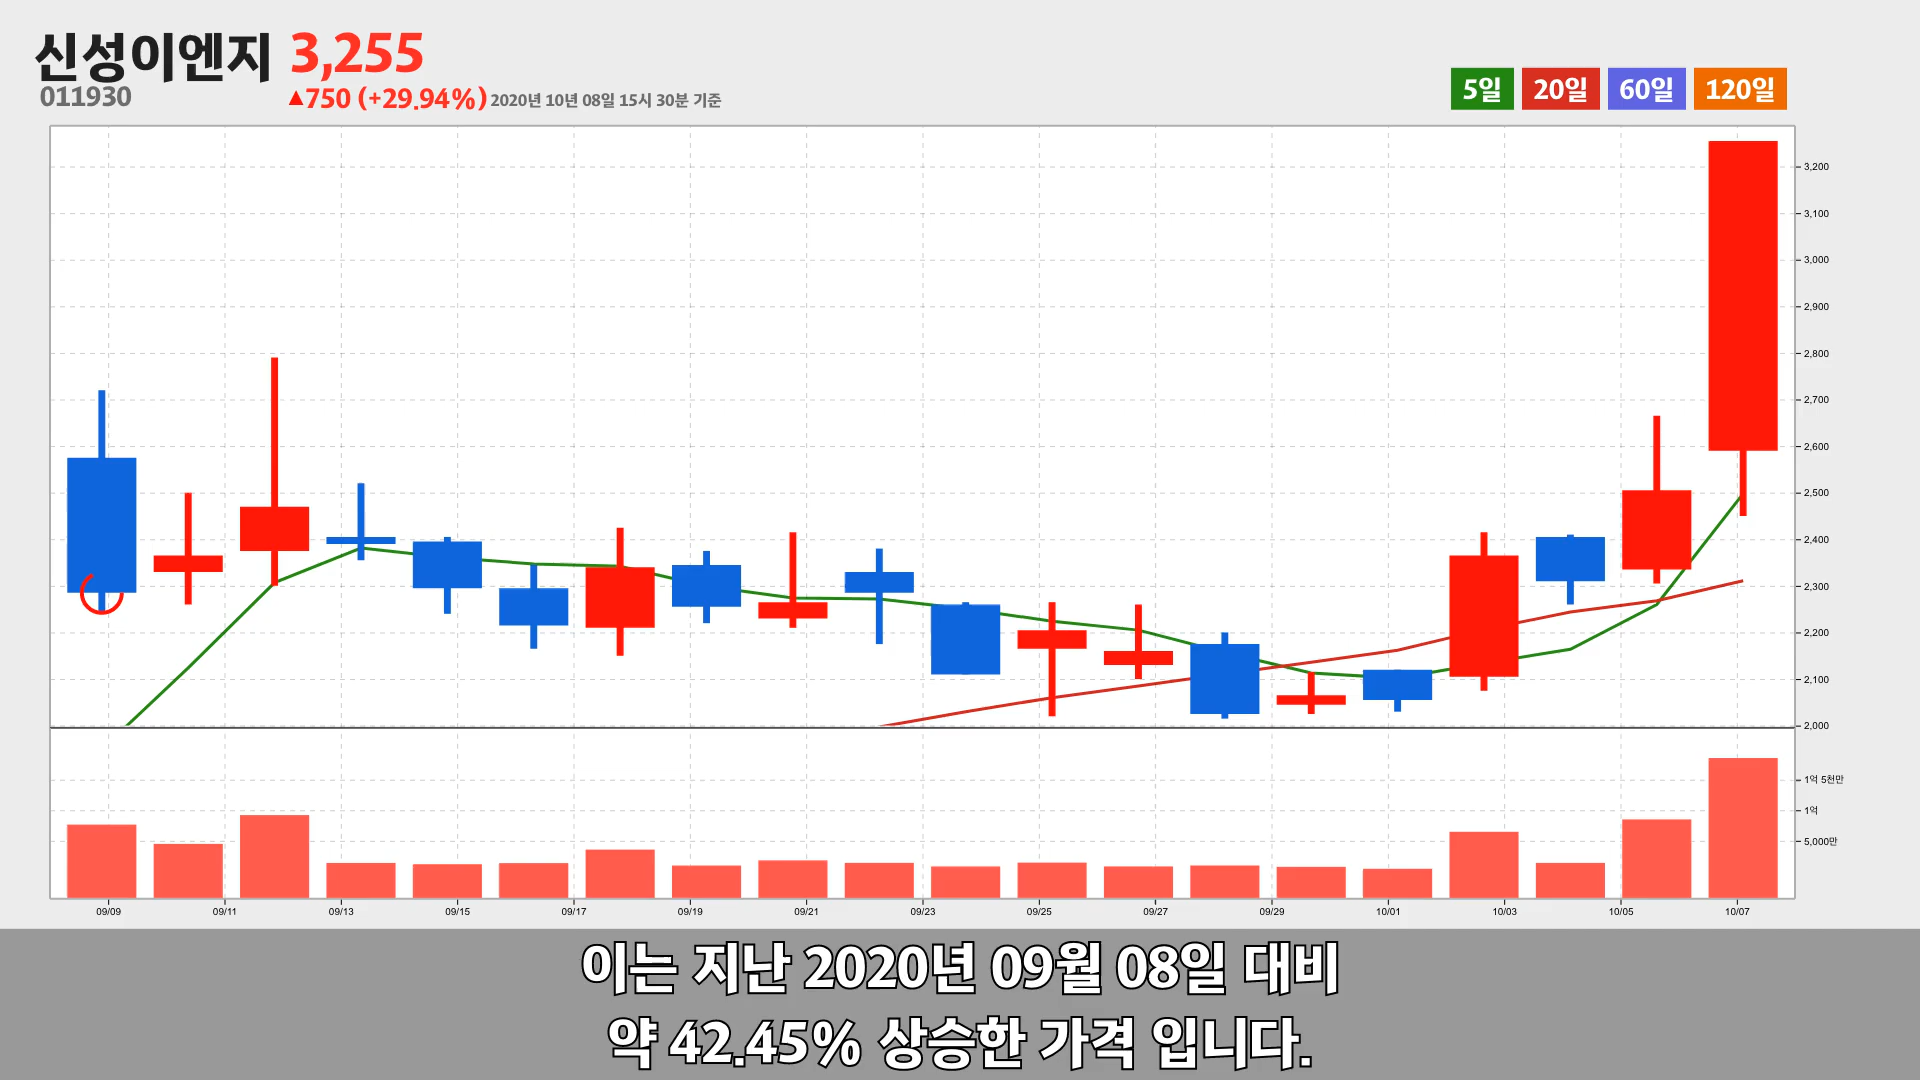 신성이엔지 3,255
011930 ▲750 (+29.94%) 2020년 10년 08일 15시 30분 기준
5일 20일 60일 120일
3,200
3,100
3,000
2,900
2,800
2,700
2,600
2,500
2,400
2,300
2,200
2,100
2,000
1억 5천만
1억
5,000만
09/09 09/11 09/13 09/15 09/17 09/19 09/21 09/23 09/25 09/27 09/29 10/01 10/03 10/05 10/07
이는 지난 2020년 09월 08일 대비
약 42.45% 상승한 가격 입니다.